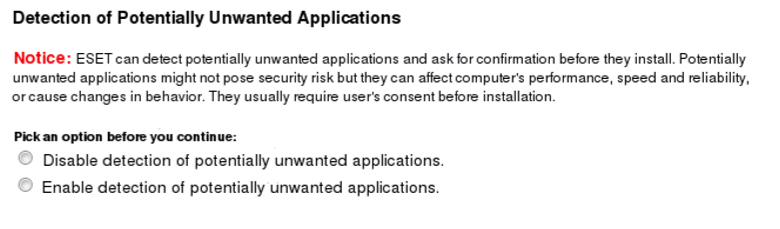 Detection of Potentially Unwanted Applications
Notice: ESET can detect potentially unwanted applications and ask for confirmation before they install. Potentially
unwanted applications might not pose security risk but they can affect computer's performance, speed and reliability,
or cause changes in behavior. They usually require user's consent before installation.
Pick an option before you continue:
Disable detection of potentially unwanted applications.
Enable detection of potentially unwanted applications.